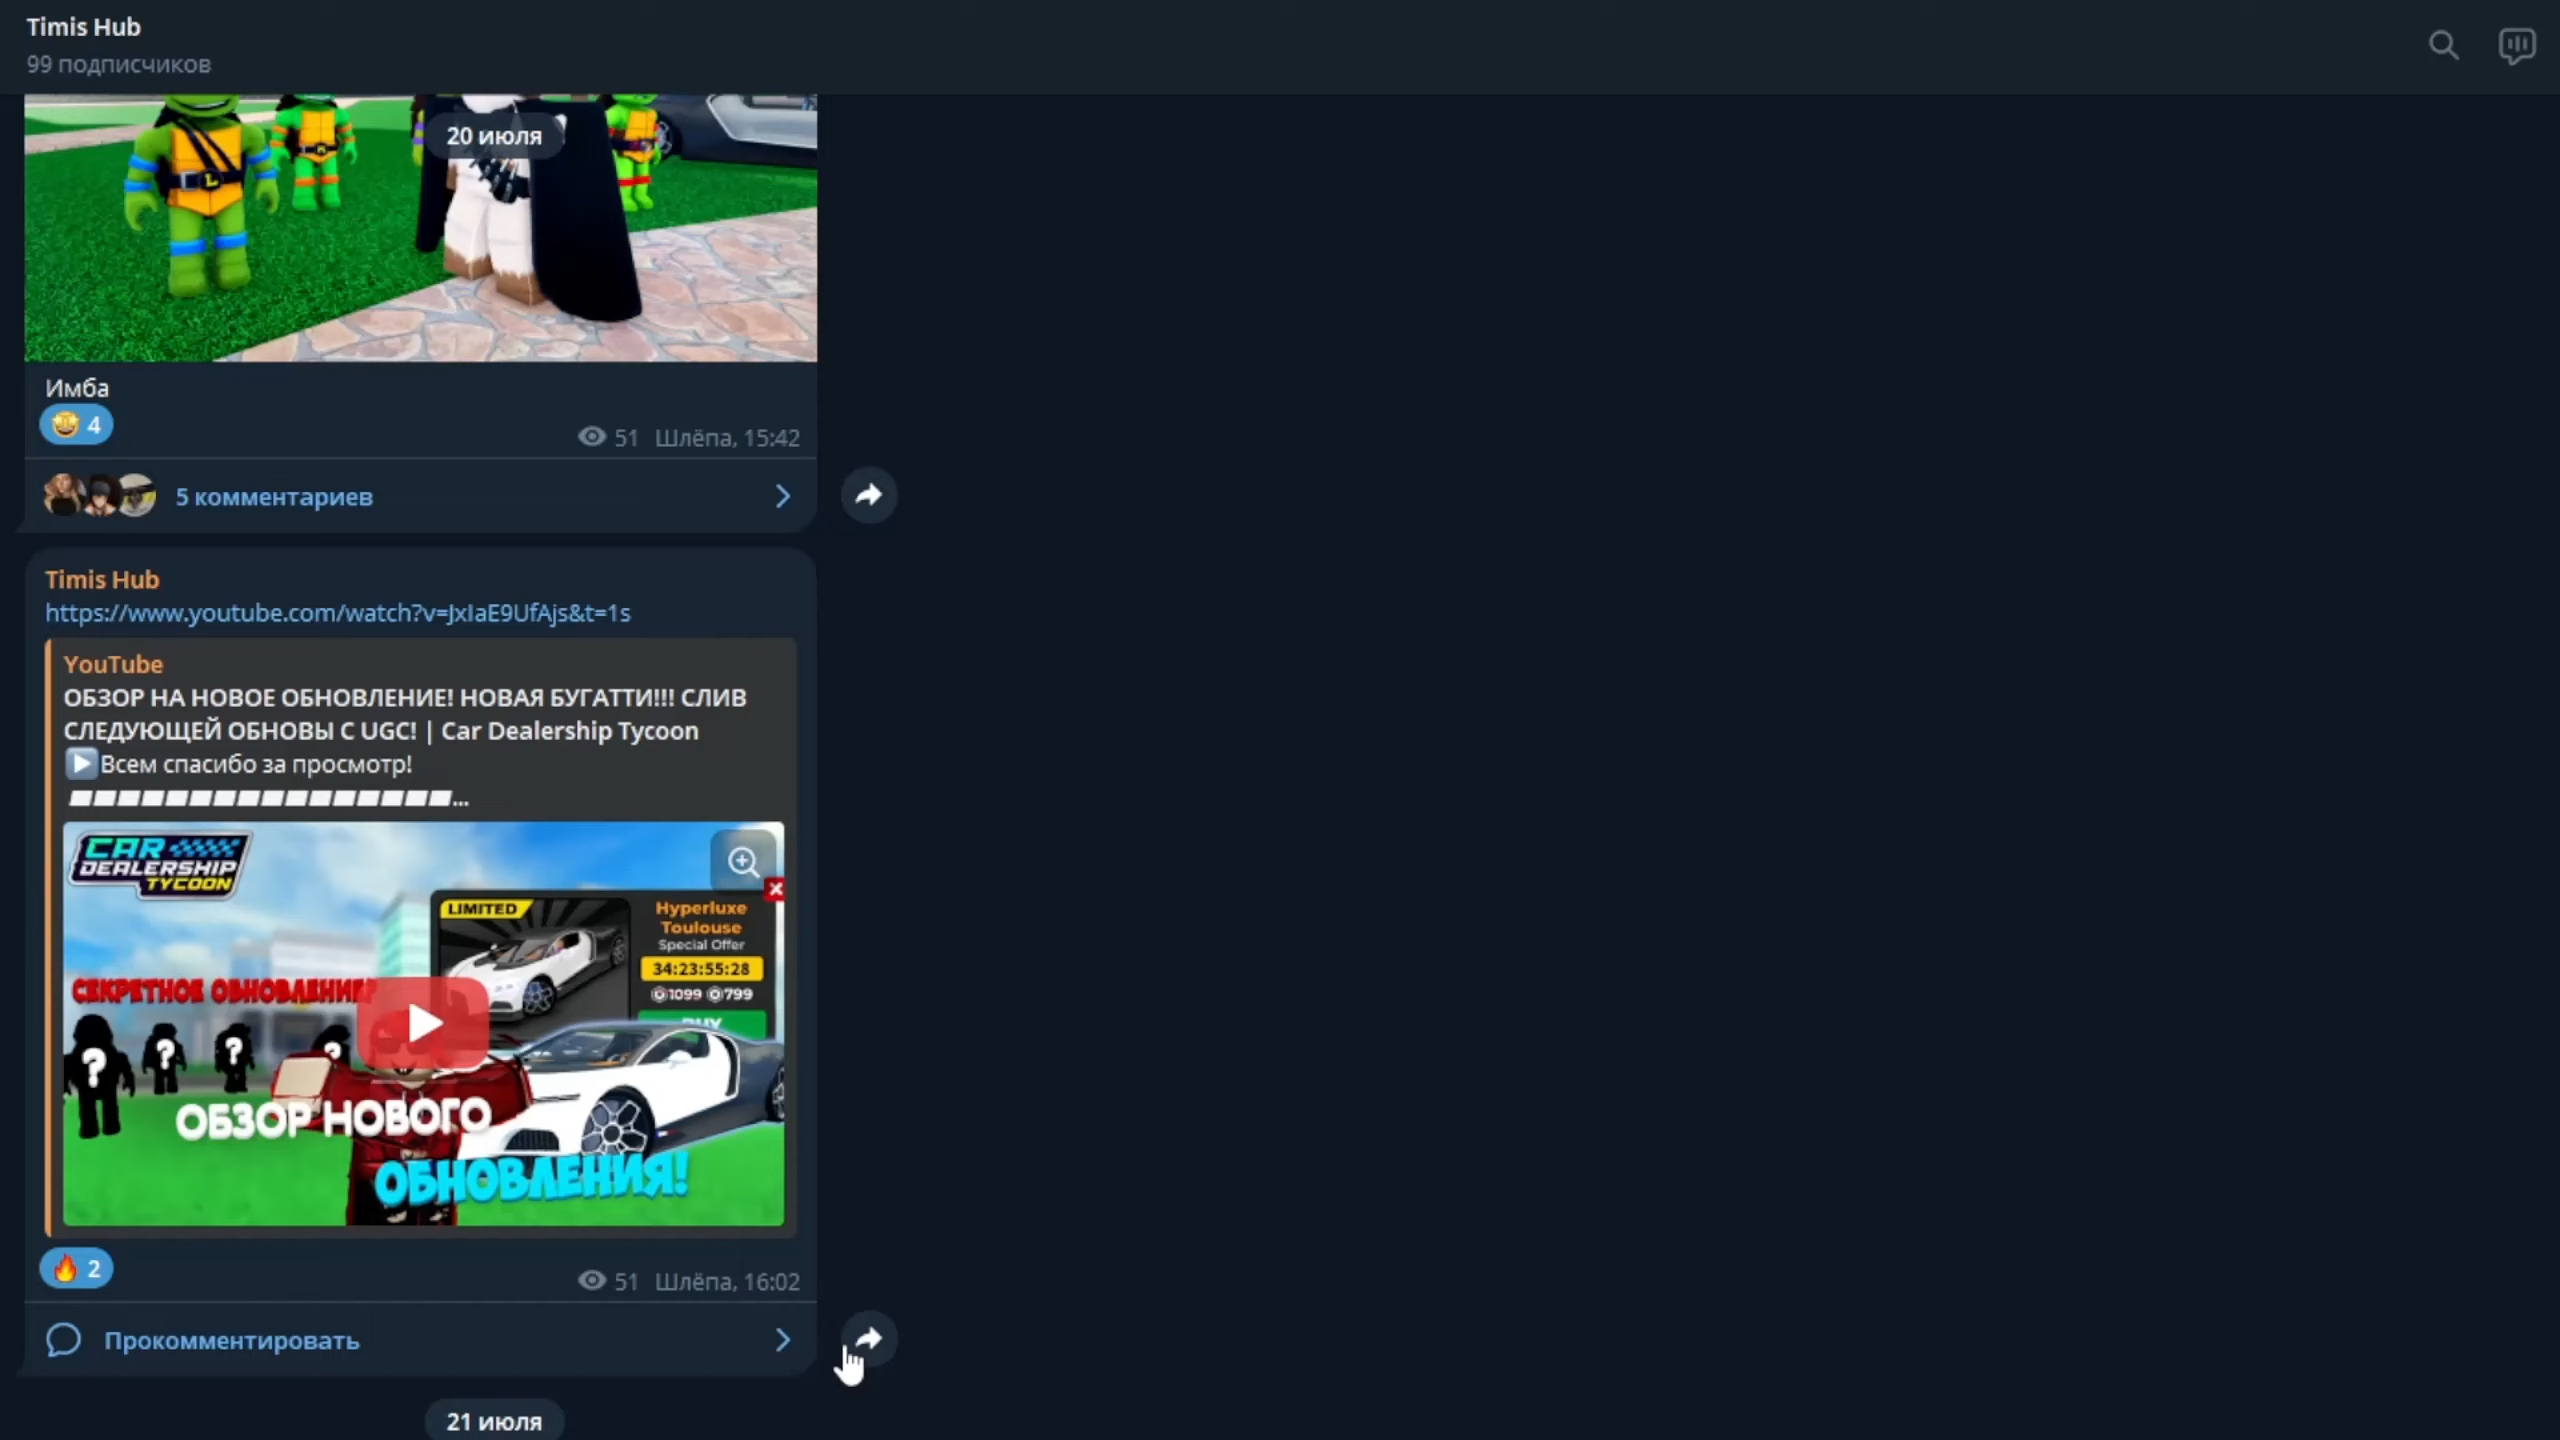 Timis Hub
99 подписчиков
20 июля
Имба
4
51 Шлёпа, 15:42
5 комментариев
Timis Hub
https://www.youtube.com/watch?v=JxIaE9UfAjs&t=1s
YouTube
ОБЗОР НА НОВОЕ ОБНОВЛЕНИЕ! НОВАЯ БУГАТТИ!!! СЛИВ
СЛЕДУЮЩЕЙ ОБНОВЫ С UGC! | Car Dealership Tycoon
Всем спасибо за просмотр!
CAR
DEALERSHIP
TYCOON
LIMITED
Hyperluxe
Toulouse
Special Offer
34:23:55:28
1099 799
BUY
СЕКРЕТНОЕ ОБНОВЛЕНИЕ?
? ? ? ?
ОБЗОР НОВОГО
ОБНОВЛЕНИЯ!
2
51 Шлёпа, 16:02
Прокомментировать
21 июля